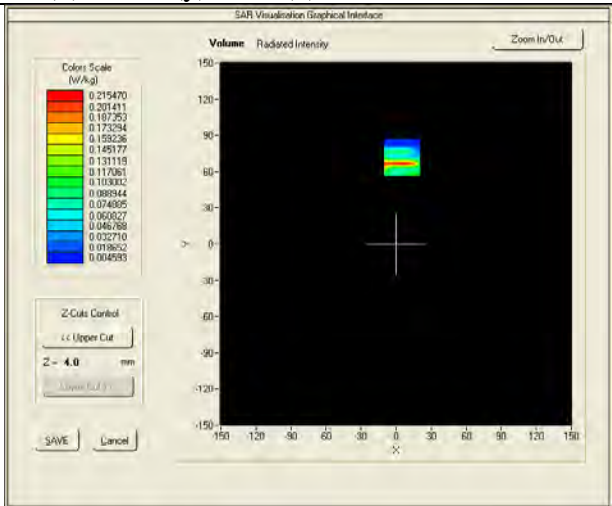 SAR Visualisation Graphical Interface
Volume Radiated Intensity
Zoom In/Out
Colors Scale
(W/kg)
0.215470
0.201411
0.187353
0.173294
0.159236
0.145177
0.131119
0.117061
0.103002
0.088944
0.074885
0.060827
0.046768
0.032710
0.018652
0.004593
150-
120-
90-
60-
30-
0-
-30-
-60-
-90-
-120-
-150-
Y
-150 -120 -90 -60 -30 0 30 60 90 120 150
X
Z-Cuts Control
<< Upper Cut
Z = 4.0 mm
SAVE
Cancel